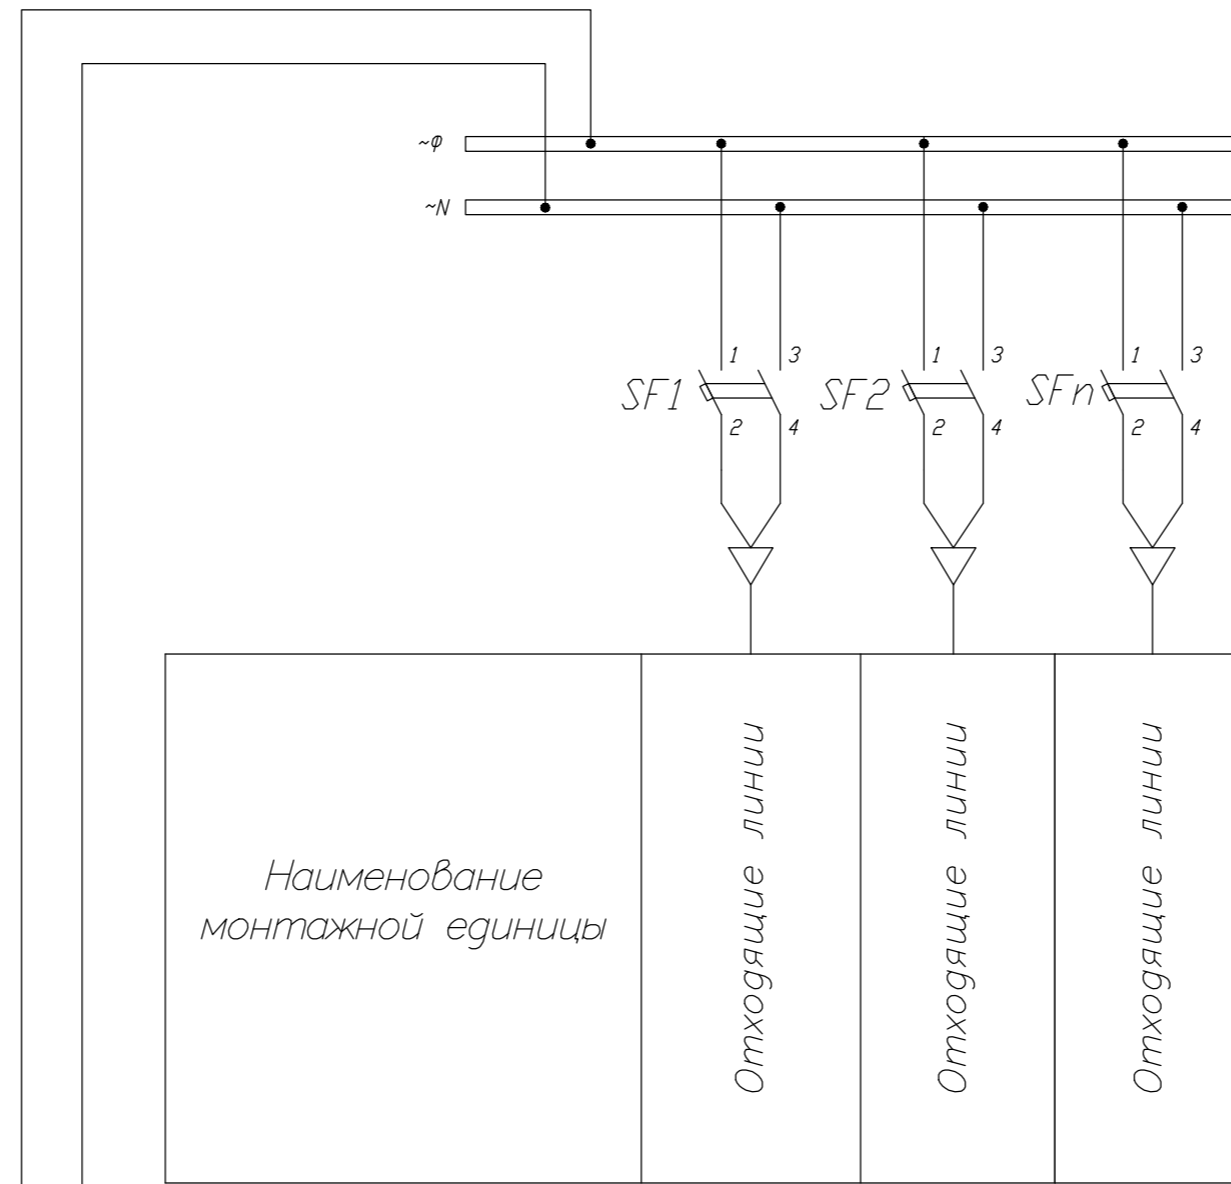 ~φ
~N
1 3 1 3 1 3
SF1 SF2 SFn
2 4 2 4 2 4
Наименование
монтажной единицы
Отходящие линии
Отходящие линии
Отходящие линии